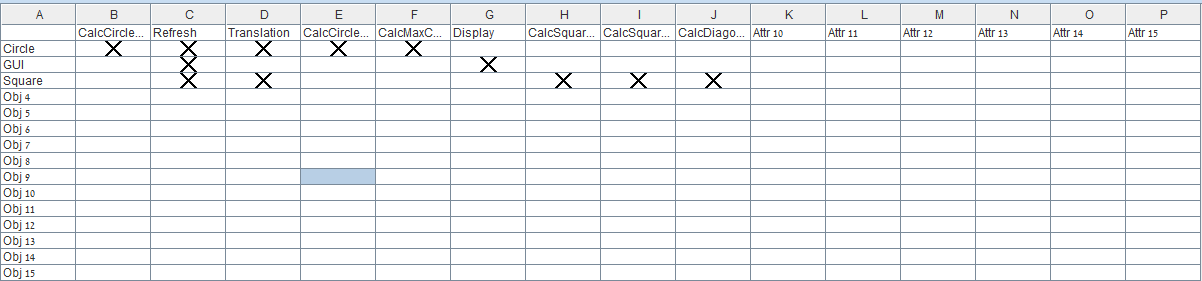 A B C D E F G H I J K L M N O P
CalcCircle... Refresh Translation CalcCircle... CalcMaxC... Display CalcSquar... CalcSquar... CalcDiago... Attr 10 Attr 11 Attr 12 Attr 13 Attr 14 Attr 15
Circle
GUI
Square
Obj 4
Obj 5
Obj 6
Obj 7
Obj 8
Obj 9
Obj 10
Obj 11
Obj 12
Obj 13
Obj 14
Obj 15